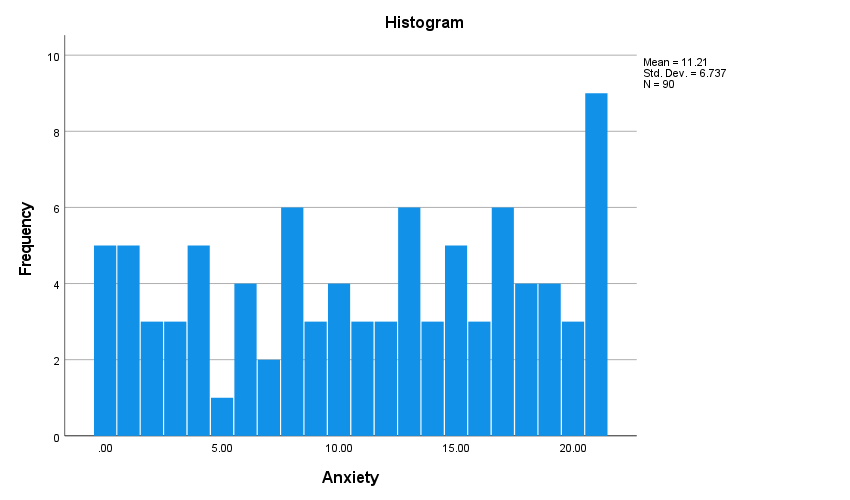 Histogram
Mean = 11.21
Std. Dev. = 6.737
N = 90
10
8
6
4
2
0
Frequency
.00
5.00
10.00
15.00
20.00
Anxiety